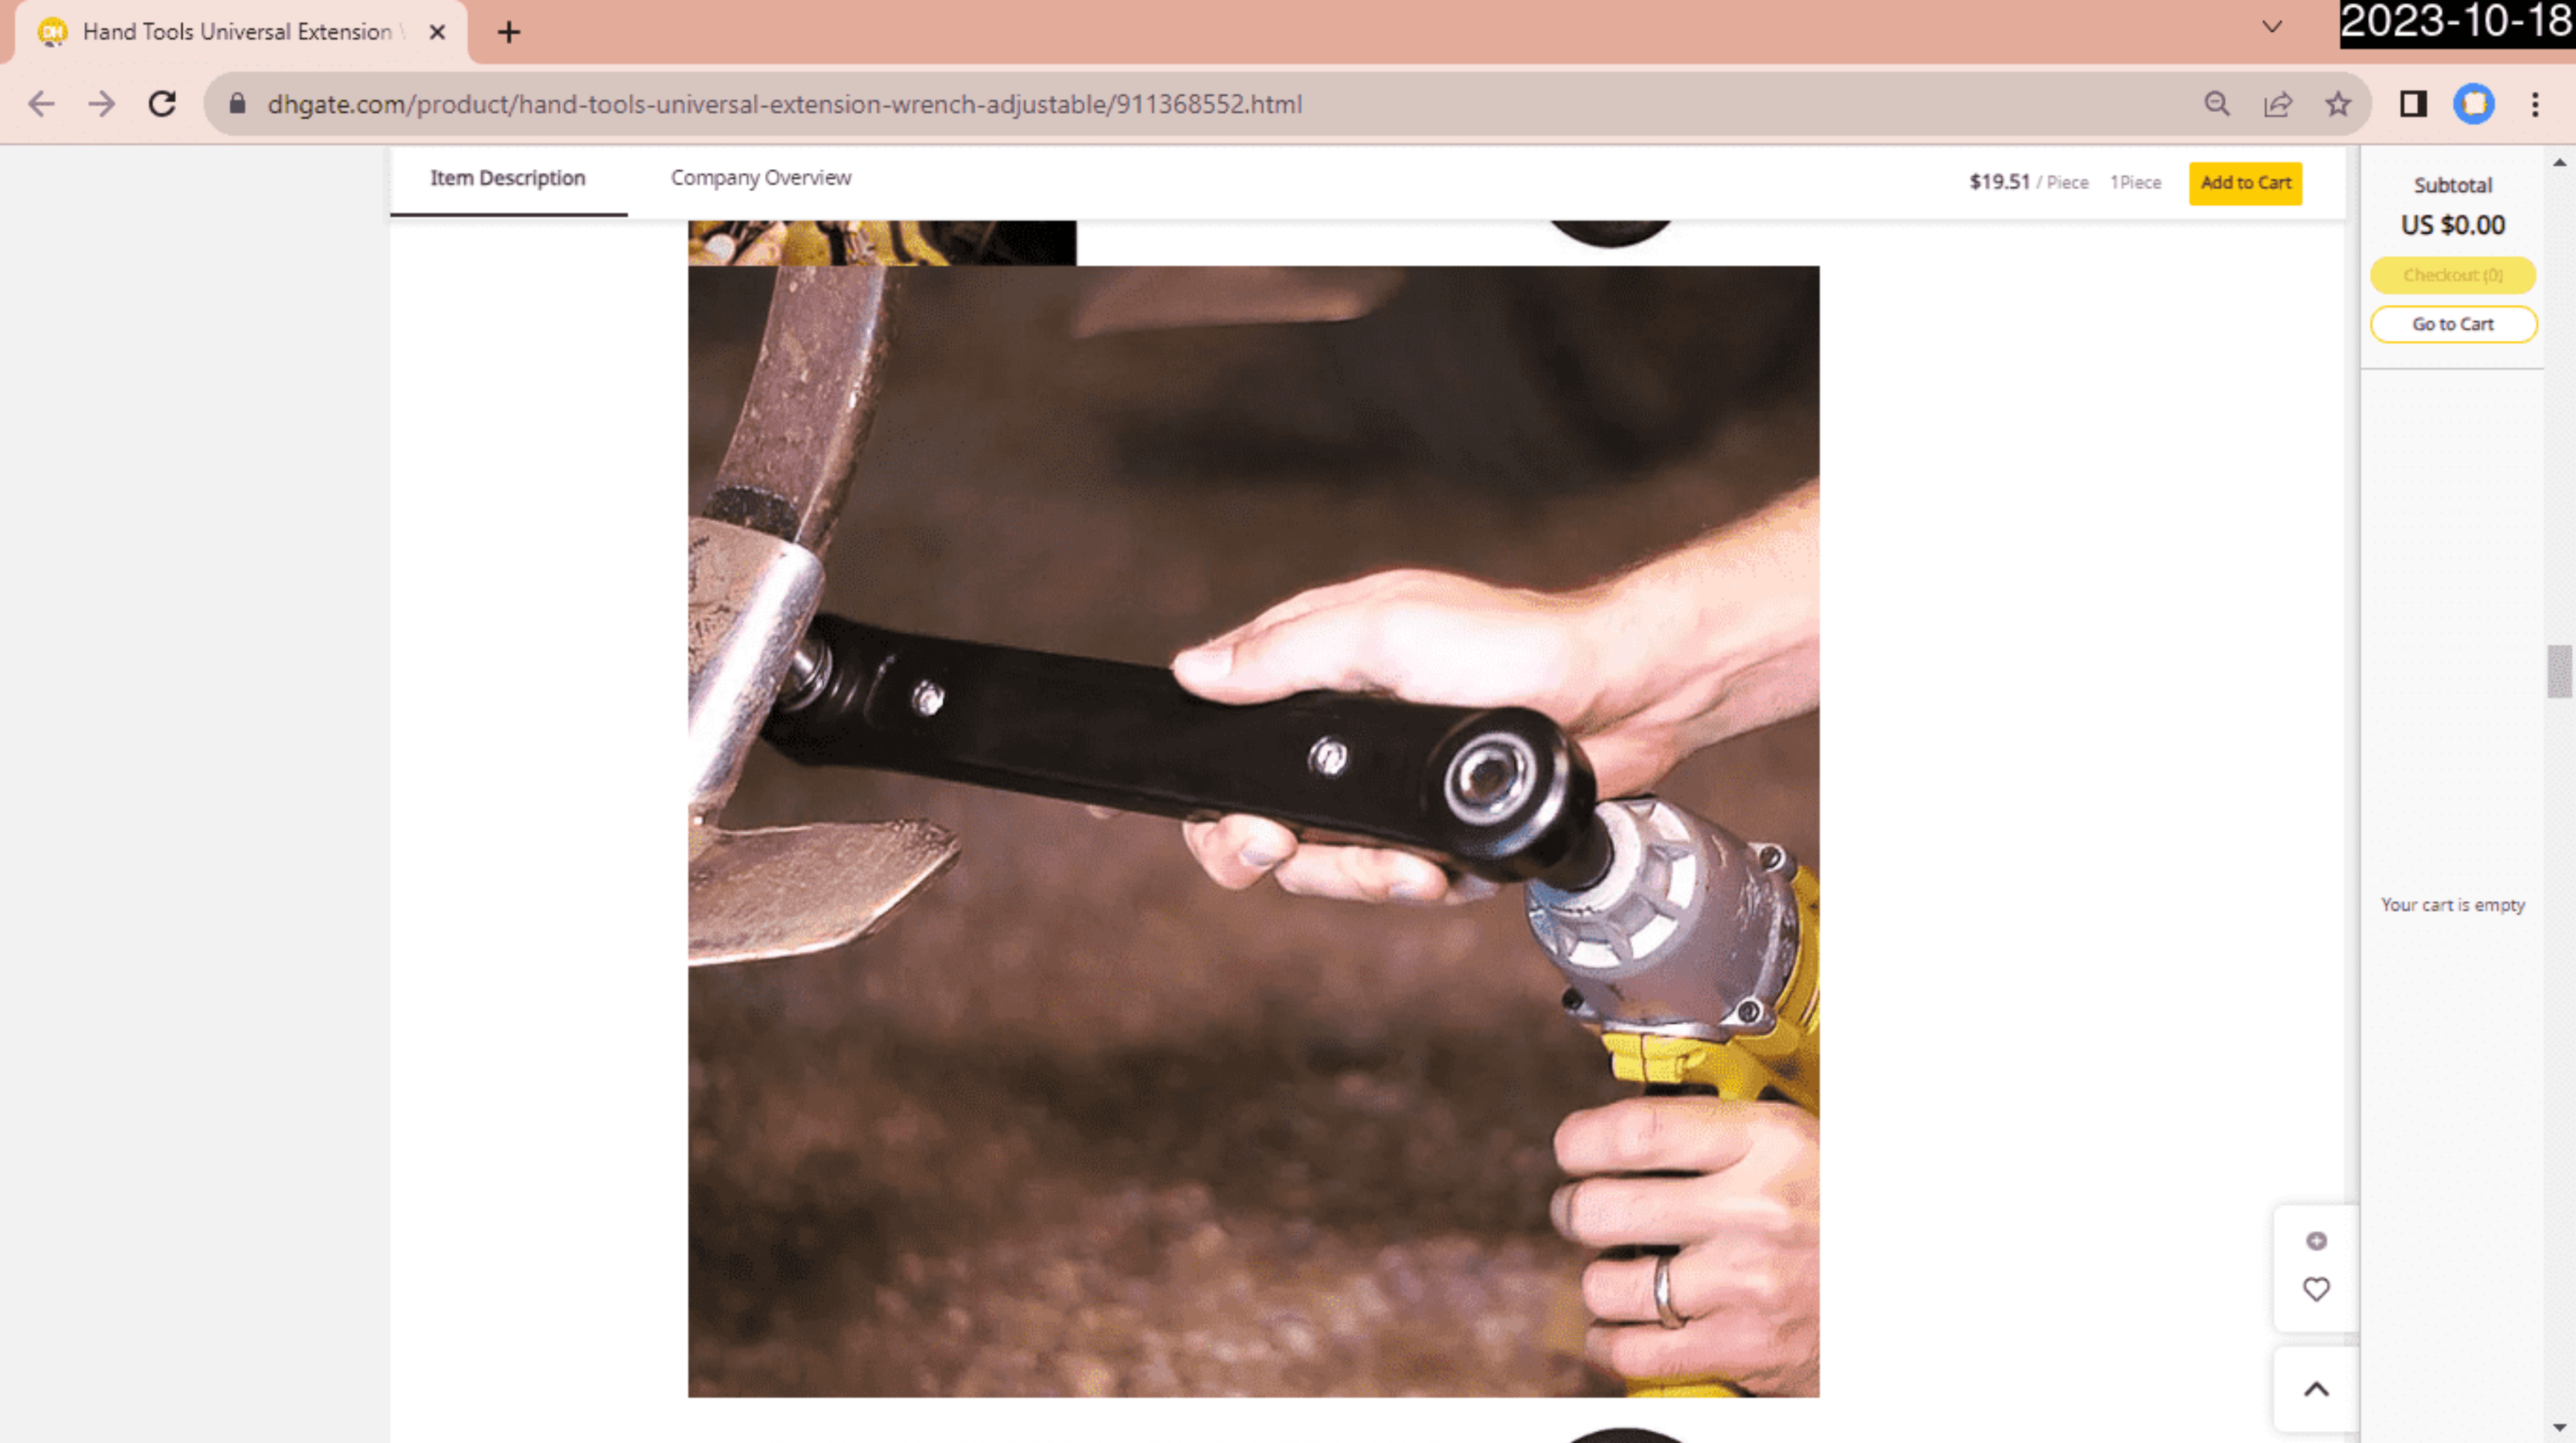 Hand Tools Universal Extension
2023-10-18
dhgate.com/product/hand-tools-universal-extension-wrench-adjustable/911368552.html
Item Description
Company Overview
$19.51 / Piece
1Piece
Add to Cart
Subtotal
US $0.00
Checkout (0)
Go to Cart
Your cart is empty